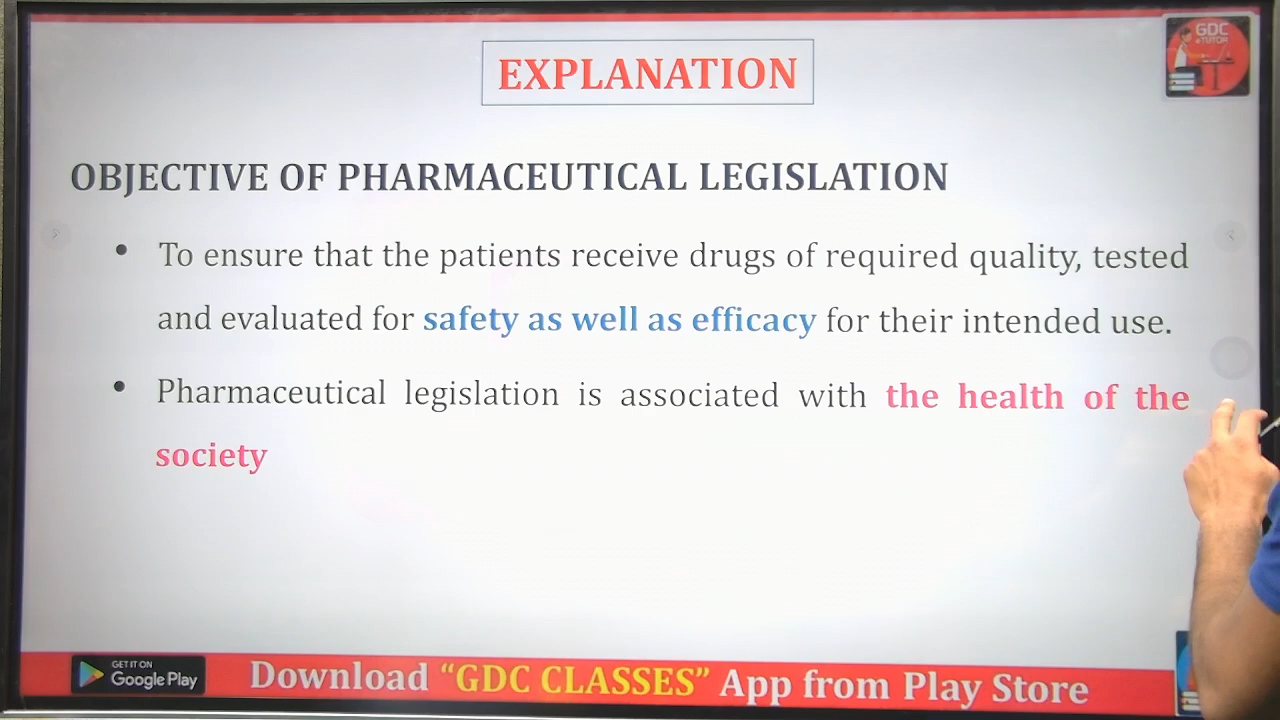 GDC
eTUTOR
EXPLANATION
OBJECTIVE OF PHARMACEUTICAL LEGISLATION
• To ensure that the patients receive drugs of required quality, tested
and evaluated for safety as well as efficacy for their intended use.
• Pharmaceutical legislation is associated with the health of the
society
GET IT ON
Google Play
Download “GDC CLASSES” App from Play Store